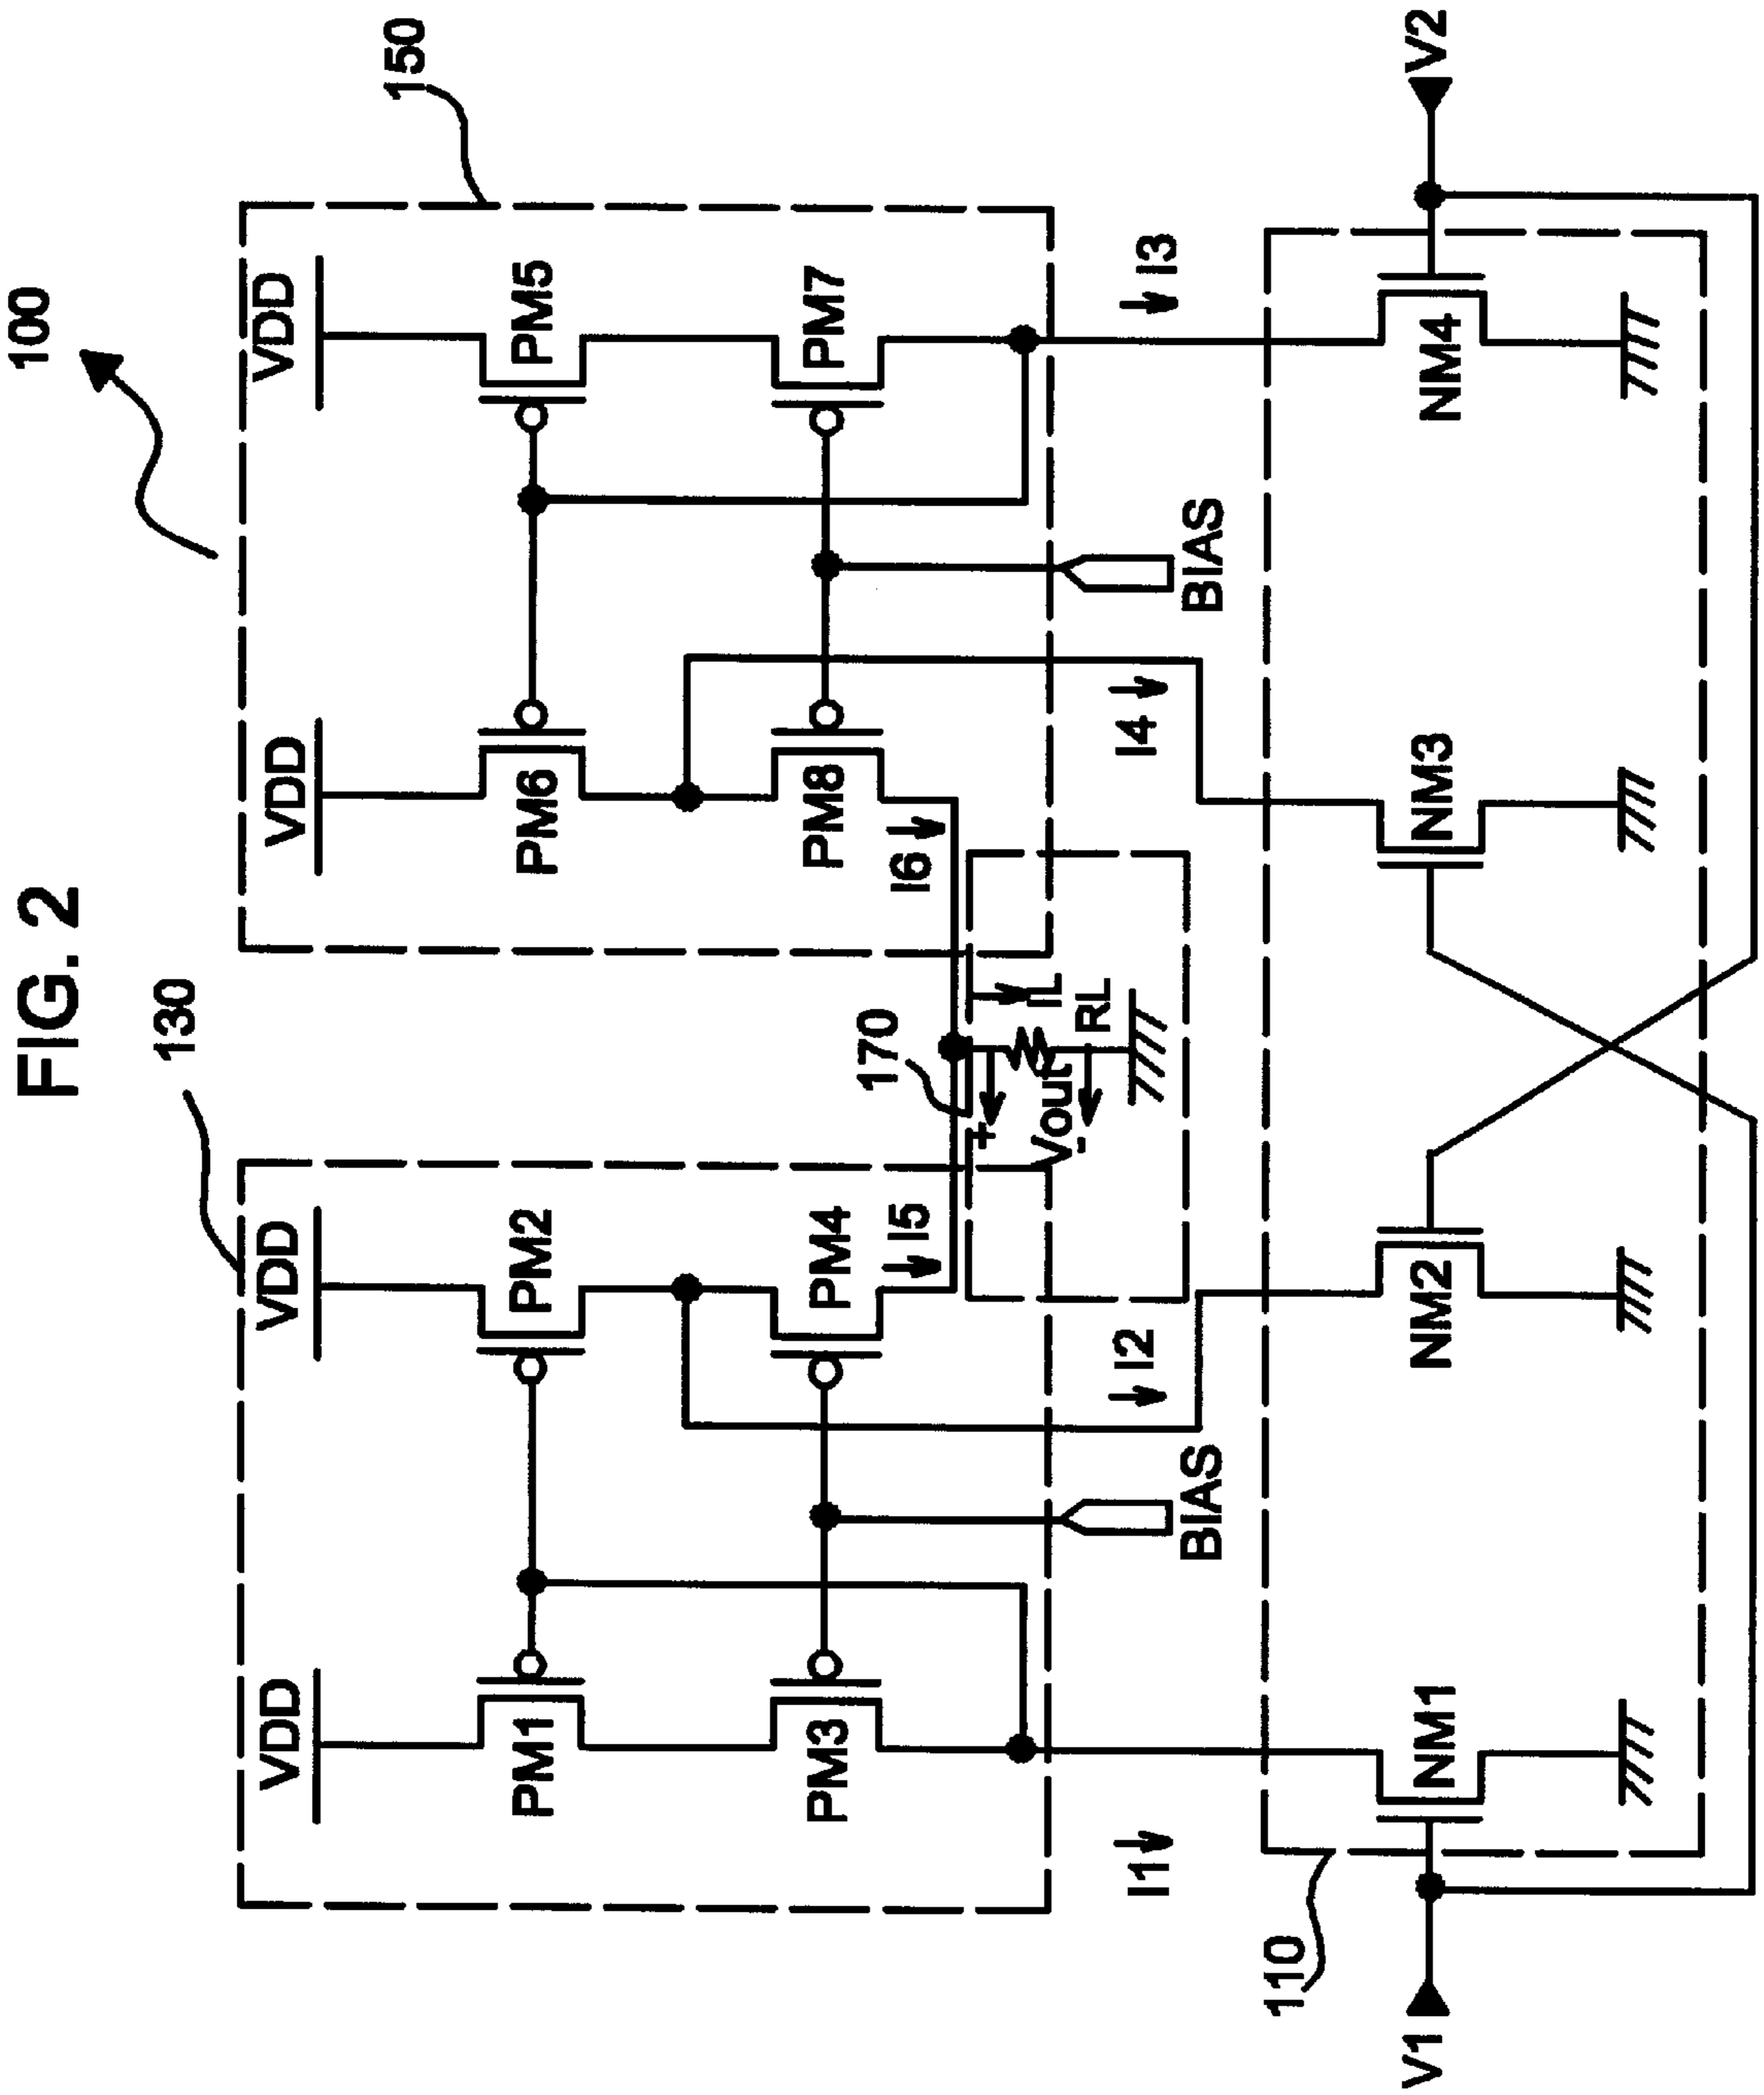 FIG. 2
100
130
150
VDD
VDD
VDD
VDD
PM1
PM2
PM6
PM5
PM3
PM4
PM8
PM7
I5
I6
170
+
Vout
-
IL
RL
I1
I2
I4
I3
BIAS
BIAS
110
NM1
NM2
NM3
NM4
V1
V2